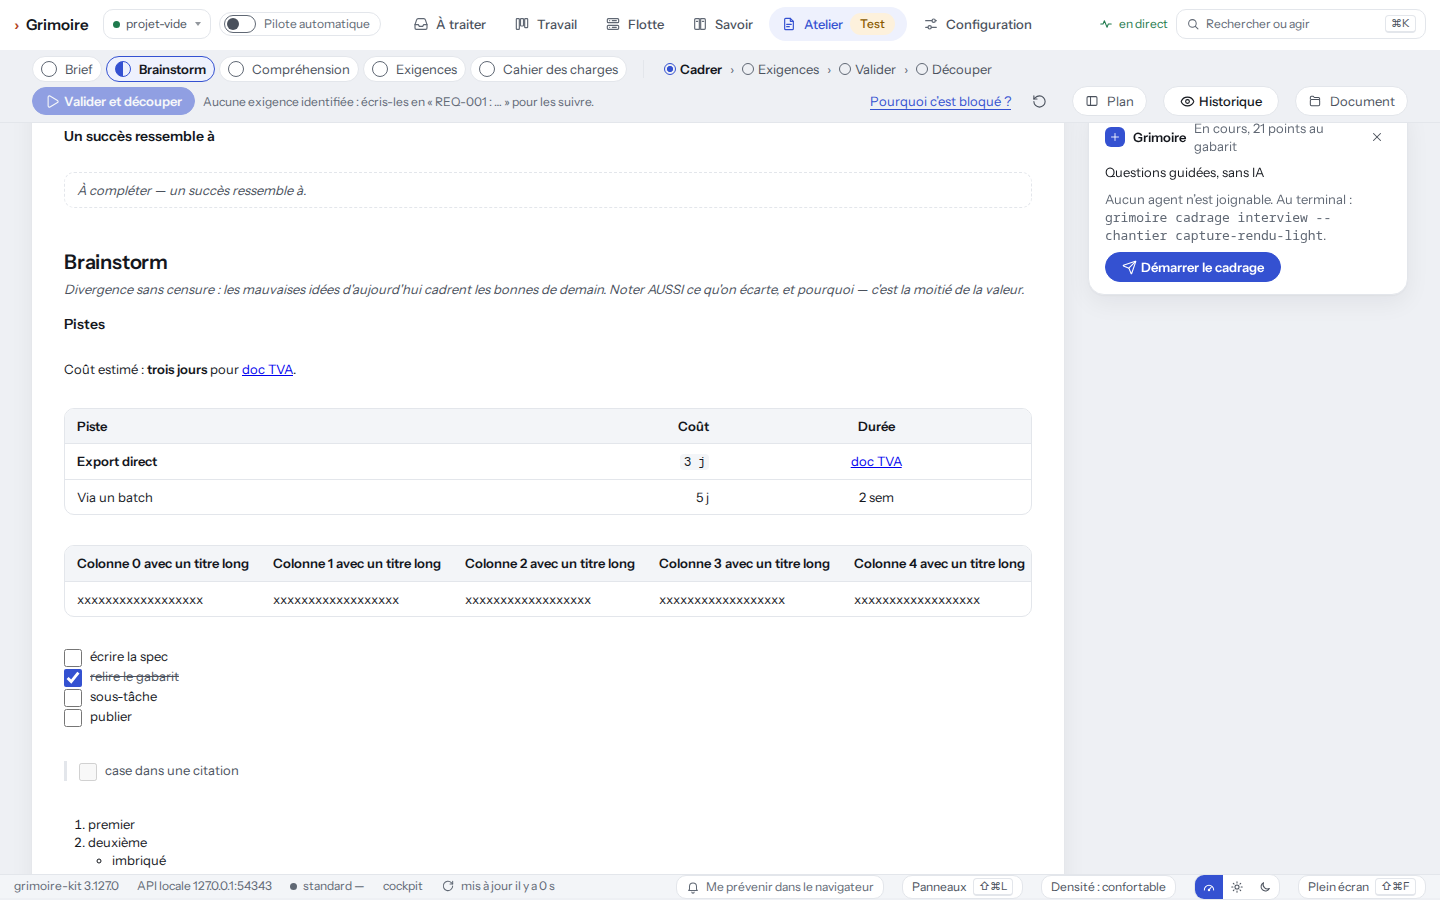 › Grimoire
projet-vide
Pilote automatique
À traiter
Travail
Flotte
Savoir
Atelier Test
Configuration
en direct
Rechercher ou agir ⌘K
Brief
Brainstorm
Compréhension
Exigences
Cahier des charges
Cadrer › Exigences › Valider › Découper
Valider et découper
Aucune exigence identifiée : écris-les en « REQ-001 : … » pour les suivre.
Pourquoi c'est bloqué ?
Plan
Historique
Document
Un succès ressemble à
À compléter — un succès ressemble à.
Brainstorm
Divergence sans censure : les mauvaises idées d'aujourd'hui cadrent les bonnes de demain. Noter AUSSI ce qu'on écarte, et pourquoi — c'est la moitié de la valeur.
Pistes
Coût estimé : trois jours pour doc TVA.
Piste Coût Durée
Export direct 3 j doc TVA
Via un batch 5 j 2 sem
Colonne 0 avec un titre long Colonne 1 avec un titre long Colonne 2 avec un titre long Colonne 3 avec un titre long Colonne 4 avec un titre long
xxxxxxxxxxxxxxxxxx xxxxxxxxxxxxxxxxxx xxxxxxxxxxxxxxxxxx xxxxxxxxxxxxxxxxxx xxxxxxxxxxxxxxxxxx
écrire la spec
relire le gabarit
sous-tâche
publier
case dans une citation
1. premier
2. deuxième
imbriqué
Grimoire
En cours, 21 points au
gabarit
Questions guidées, sans IA
Aucun agent n'est joignable. Au terminal :
grimoire cadrage interview --
chantier capture-rendu-light.
Démarrer le cadrage
grimoire-kit 3.127.0
API locale 127.0.0.1:54343
standard —
cockpit
mis à jour il y a 0 s
Me prévenir dans le navigateur
Panneaux ⇧⌘L
Densité : confortable
Plein écran ⇧⌘F